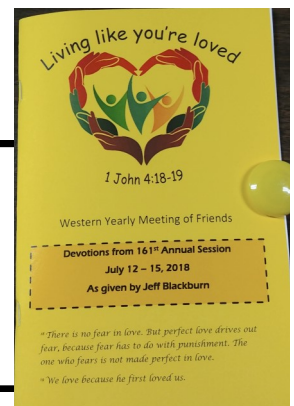 Living like you're loved
1 John 4:18-19
Western Yearly Meeting of Friends
Devotions from 161st Annual Session
July 12 – 15, 2018
As given by Jeff Blackburn
18 There is no fear in love. But perfect love drives out
fear, because fear has to do with punishment. The
one who fears is not made perfect in love.
19 We love because he first loved us.